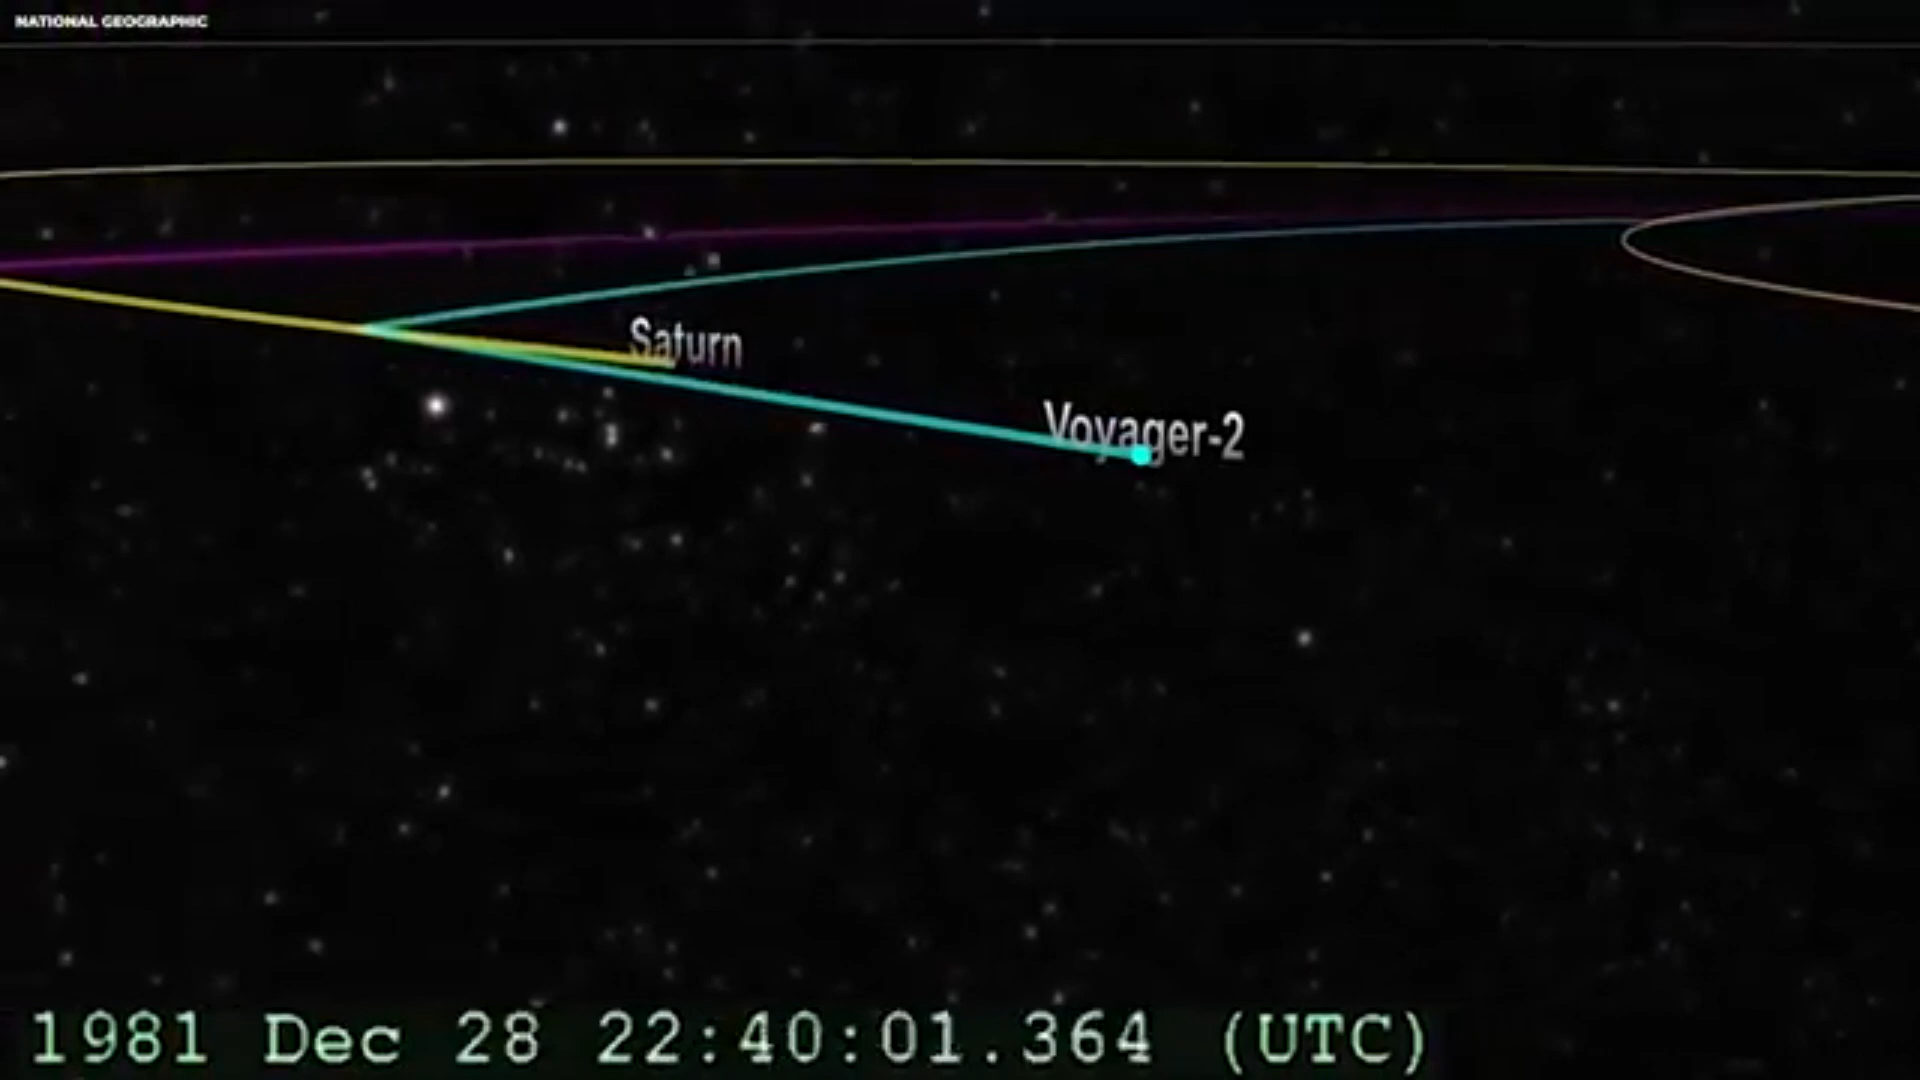 NATIONAL GEOGRAPHIC
Saturn
Voyager-2
1981 Dec 28 22:40:01.364 (UTC)